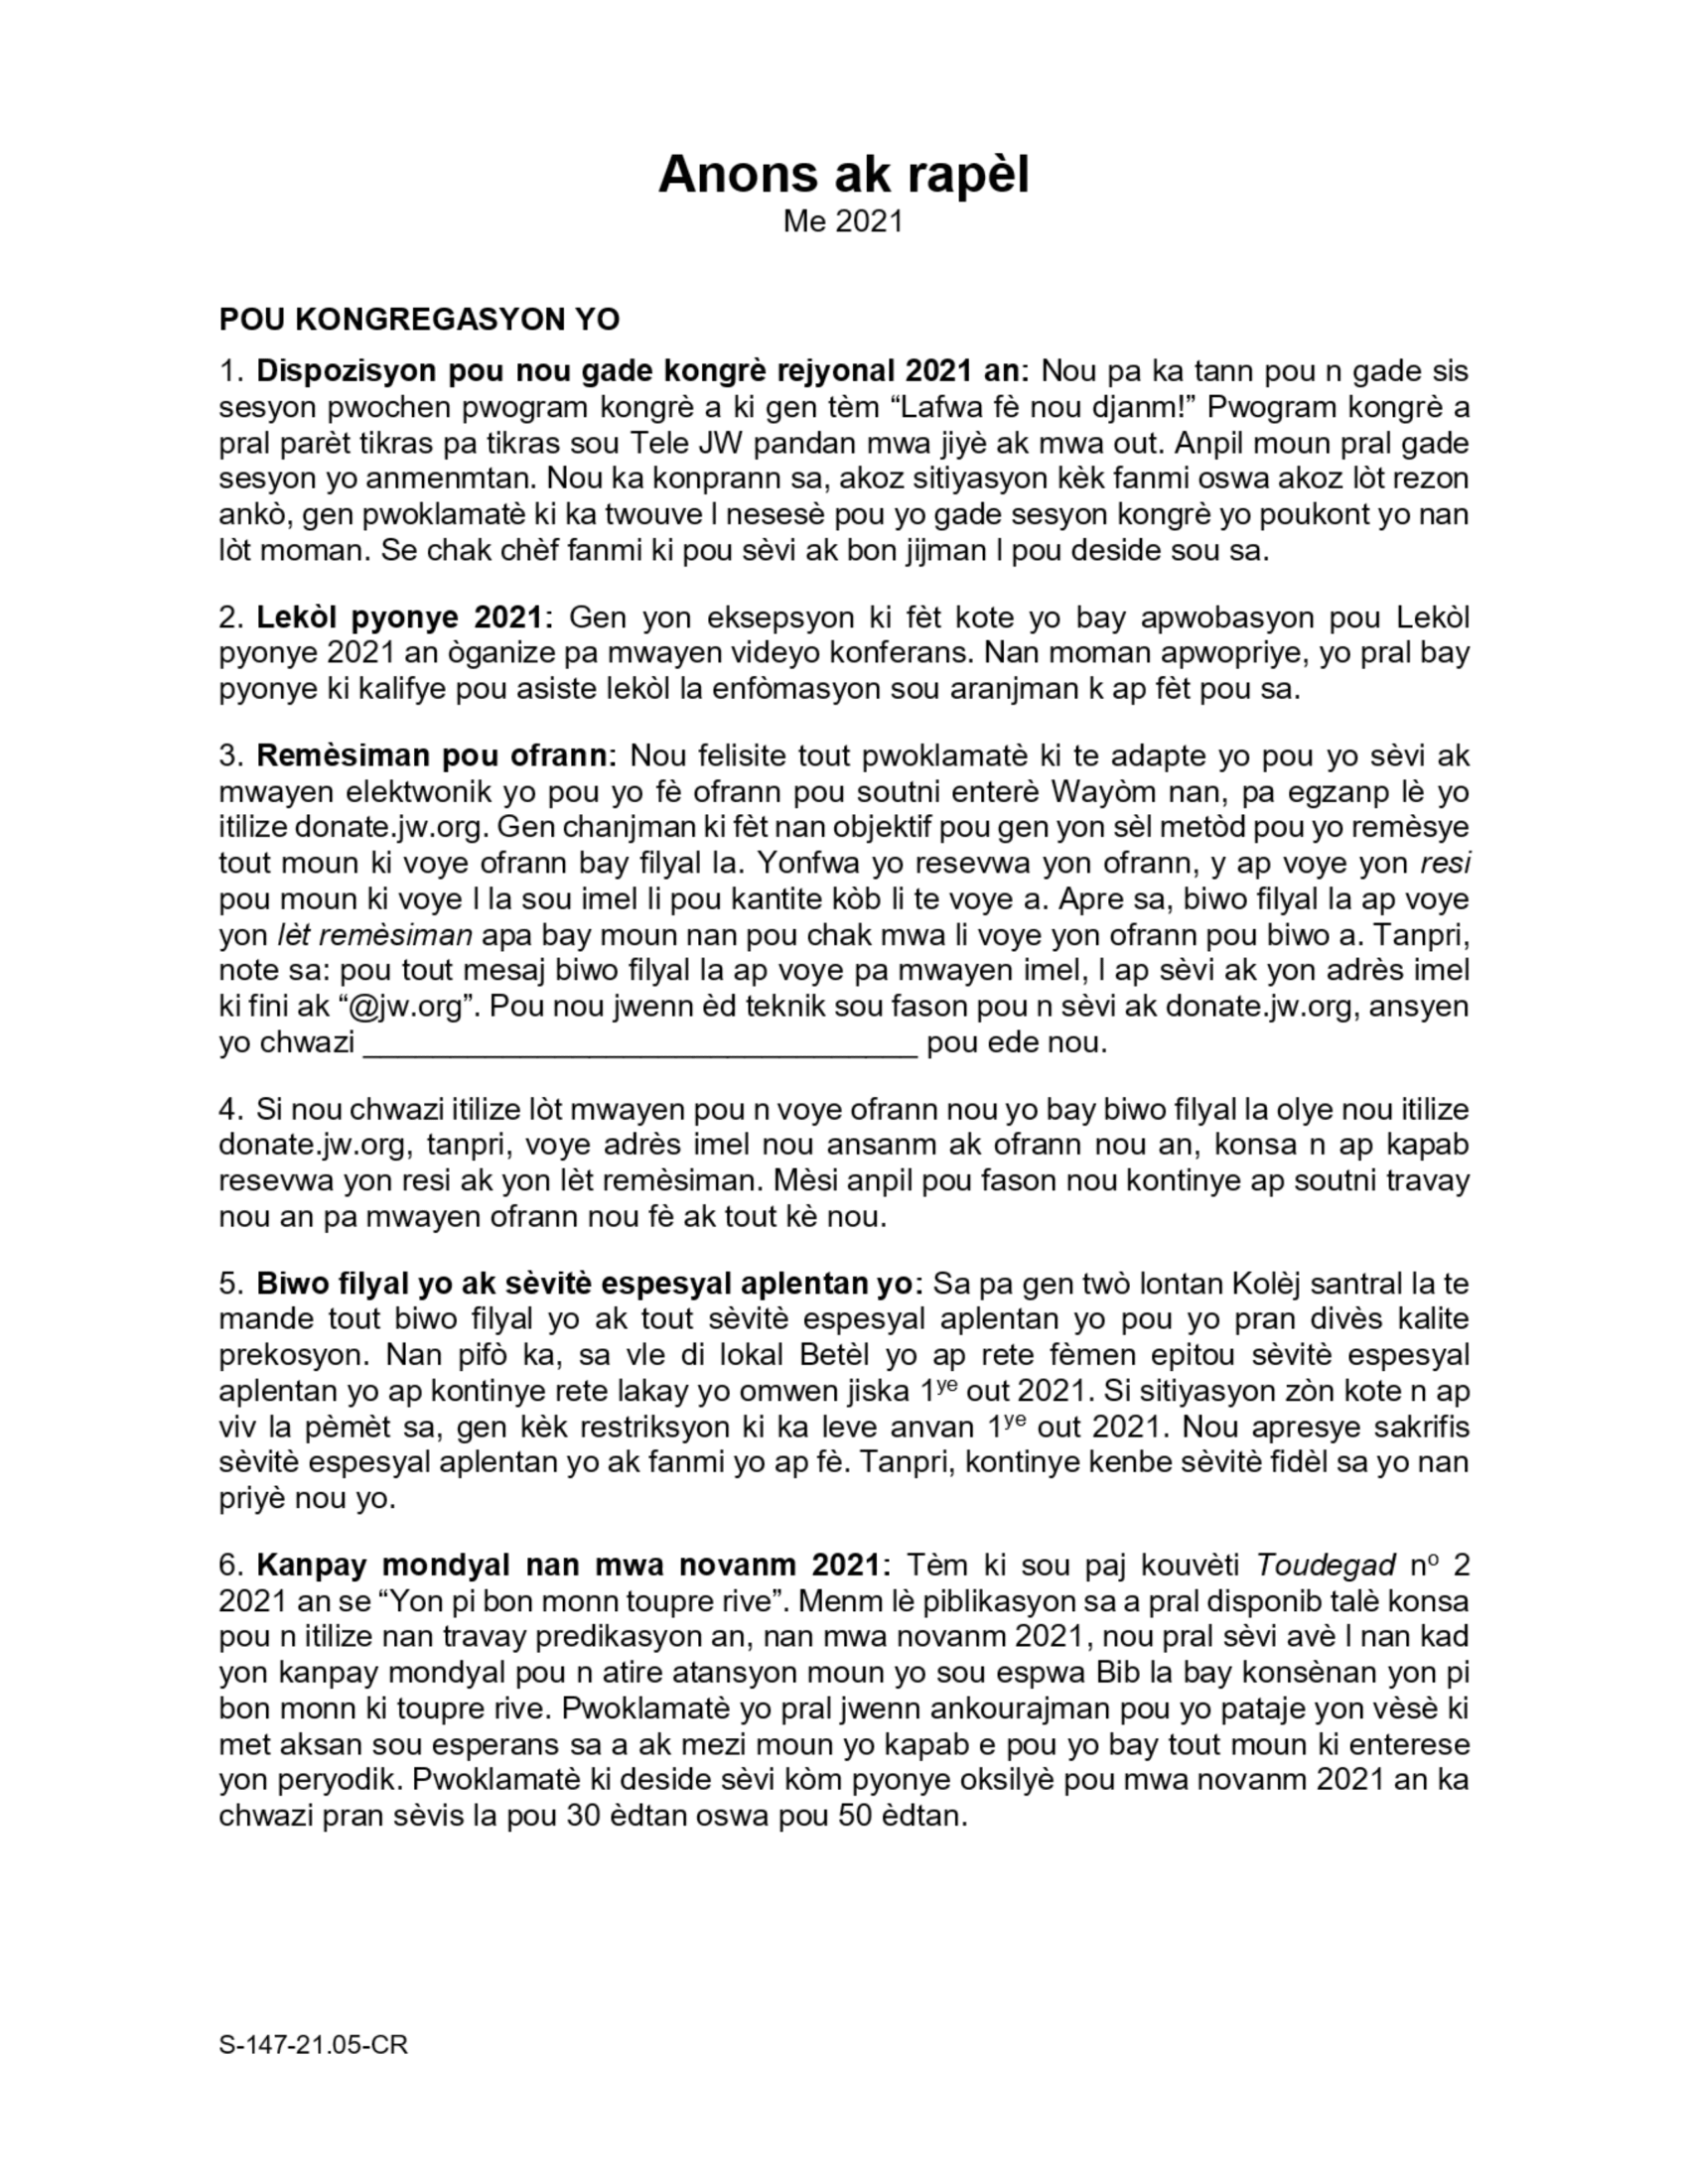 Anons ak rapèl
Me 2021
POU KONGREGASYON YO
1. Dispozisyon pou nou gade kongrè rejyonal 2021 an: Nou pa ka tann pou n gade sis
sesyon pwochen pwogram kongrè a ki gen tèm “Lafwa fè nou djanm!” Pwogram kongrè a
pral parèt tikras pa tikras sou Tele JW pandan mwa jiyè ak mwa out. Anpil moun pral gade
sesyon yo anmenmtan. Nou ka konprann sa, akoz sitiyasyon kèk fanmi oswa akoz lòt rezon
ankò, gen pwoklamatè ki ka twouve l nesesè pou yo gade sesyon kongrè yo poukont yo nan
lòt moman. Se chak chèf fanmi ki pou sèvi ak bon jijman l pou deside sou sa.
2. Lekòl pyonye 2021: Gen yon eksepsyon ki fèt kote yo bay apwobasyon pou Lekòl
pyonye 2021 an òganize pa mwayen videyo konferans. Nan moman apwopriye, yo pral bay
pyonye ki kalifye pou asiste lekòl la enfòmasyon sou aranjman k ap fèt pou sa.
3. Remèsiman pou ofrann: Nou felisite tout pwoklamatè ki te adapte yo pou yo sèvi ak
mwayen elektwonik yo pou yo fè ofrann pou soutni enterè Wayòm nan, pa egzanp lè yo
itilize donate.jw.org. Gen chanjman ki fèt nan objektif pou gen yon sèl metòd pou yo remèsye
tout moun ki voye ofrann bay filyal la. Yonfwa yo resevwa yon ofrann, y ap voye yon resi
pou moun ki voye l la sou imel li pou kantite kòb li te voye a. Apre sa, biwo filyal la ap voye
yon lèt remèsiman apa bay moun nan pou chak mwa li voye yon ofrann pou biwo a. Tanpri,
note sa: pou tout mesaj biwo filyal la ap voye pa mwayen imel, l ap sèvi ak yon adrès imel
ki fini ak “@jw.org”. Pou nou jwenn èd teknik sou fason pou n sèvi ak donate.jw.org, ansyen
yo chwazi ________________________________ pou ede nou.
4. Si nou chwazi itilize lòt mwayen pou n voye ofrann nou yo bay biwo filyal la olye nou itilize
donate.jw.org, tanpri, voye adrès imel nou ansanm ak ofrann nou an, konsa n ap kapab
resevwa yon resi ak yon lèt remèsiman. Mèsi anpil pou fason nou kontinye ap soutni travay
nou an pa mwayen ofrann nou fè ak tout kè nou.
5. Biwo filyal yo ak sèvitè espesyal aplentan yo: Sa pa gen twò lontan Kolèj santral la te
mande tout biwo filyal yo ak tout sèvitè espesyal aplentan yo pou yo pran divès kalite
prekosyon. Nan pifò ka, sa vle di lokal Betèl yo ap rete fèmen epitou sèvitè espesyal
aplentan yo ap kontinye rete lakay yo omwen jiska 1ye out 2021. Si sitiyasyon zòn kote n ap
viv la pèmèt sa, gen kèk restriksyon ki ka leve anvan 1ye out 2021. Nou apresye sakrifis
sèvitè espesyal aplentan yo ak fanmi yo ap fè. Tanpri, kontinye kenbe sèvitè fidèl sa yo nan
priyè nou yo.
6. Kanpay mondyal nan mwa novanm 2021: Tèm ki sou paj kouvèti Toudegad nº 2
2021 an se “Yon pi bon monn toupre rive”. Menm lè piblikasyon sa a pral disponib talè konsa
pou n itilize nan travay predikasyon an, nan mwa novanm 2021, nou pral sèvi avè l nan kad
yon kanpay mondyal pou n atire atansyon moun yo sou espwa Bib la bay konsènan yon pi
bon monn ki toupre rive. Pwoklamatè yo pral jwenn ankourajman pou yo pataje yon vèsè ki
met aksan sou esperans sa a ak mezi moun yo kapab e pou yo bay tout moun ki enterese
yon peryodik. Pwoklamatè ki deside sèvi kòm pyonye oksilyè pou mwa novanm 2021 an ka
chwazi pran sèvis la pou 30 èdtan oswa pou 50 èdtan.
S-147-21.05-CR